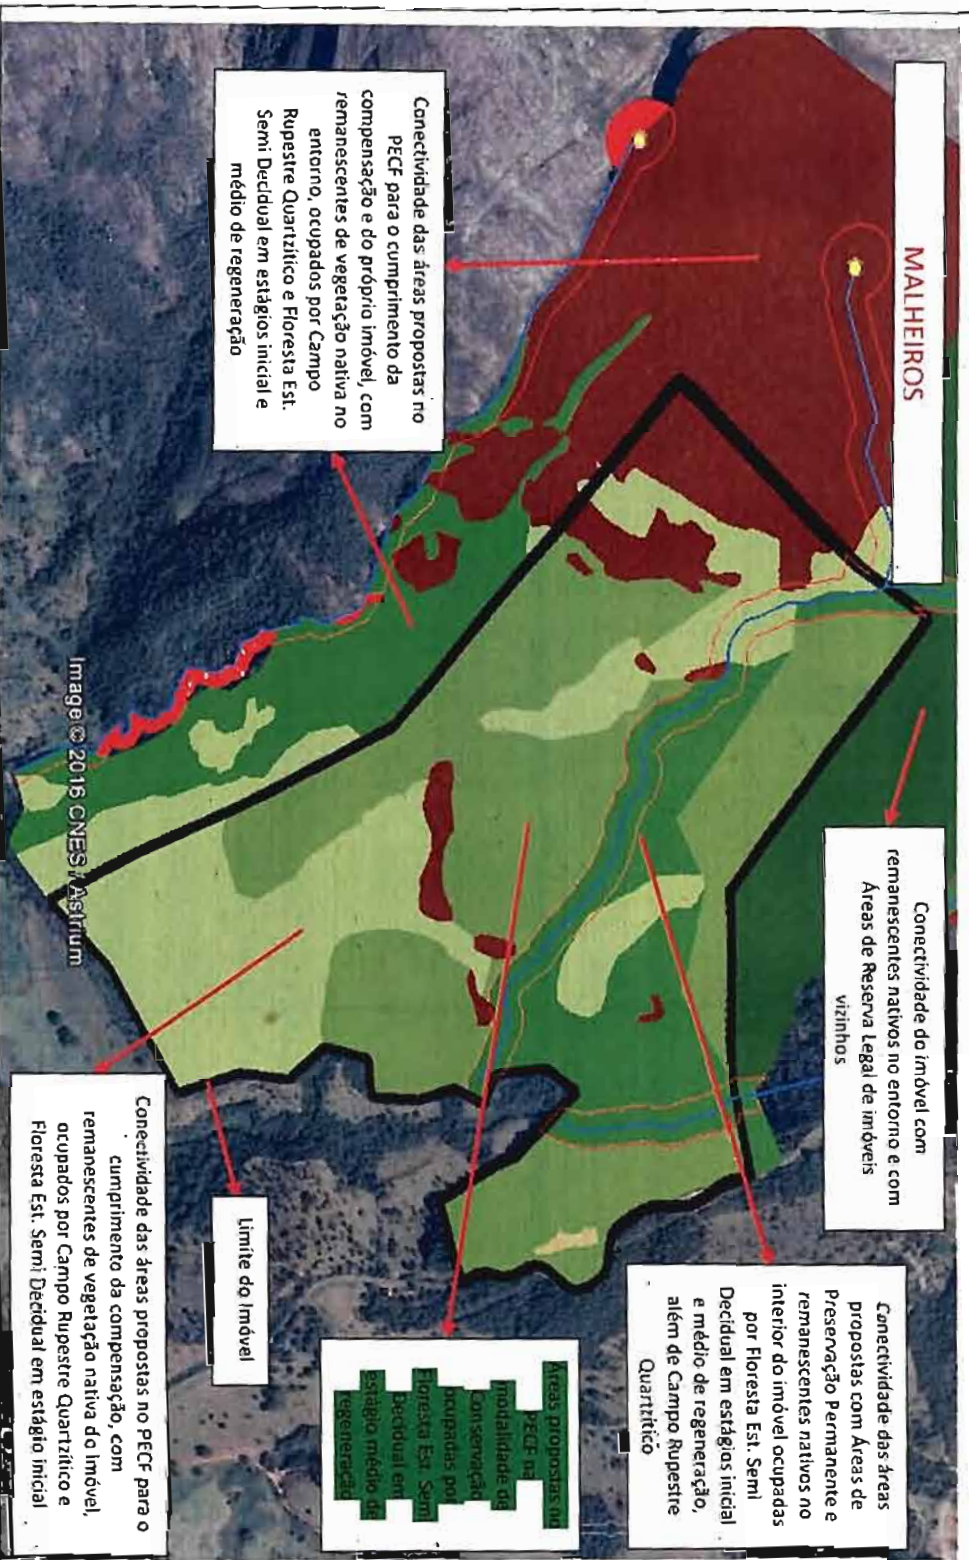 MALHEIROS
Conectividade das áreas propostas no
PECF para o cumprimento da
compensação e do próprio imóvel, com
remanescentes de vegetação nativa no
entorno, ocupados por Campo
Rupestre Quartzítico e Floresta Est.
Semi Decidual em estágios inicial e
médio de regeneração
Conectividade do imóvel com
remanescentes nativos no entorno e com
Áreas de Reserva Legal de imóveis
vizinhos
Conectividade das áreas
propostas com Áreas de
Preservação Permanente e
remanescentes nativos no
interior do imóvel ocupadas
por Floresta Est. Semi
Decidual em estágios inicial
e médio de regeneração,
além de Campo Rupestre
Quartzítico
Áreas propostas no
PECF na
modalidade de
Conservação
ocupadas por
Floresta Est. Semi
Decidual em
estágio médio de
regeneração
Limite do Imóvel
Conectividade das áreas propostas no PECF para o
cumprimento da compensação, com
remanescentes de vegetação nativa do Imóvel,
ocupados por Campo Rupestre Quartzítico e
Floresta Est. Semi Decidual em estágio inicial
Image © 2016 CNES / Astrium